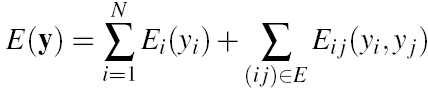 E(𝐲) = ∑_{i=1}^{N} E_i(y_i) + ∑_{(ij)∈E} E_{ij}(y_i, y_j)